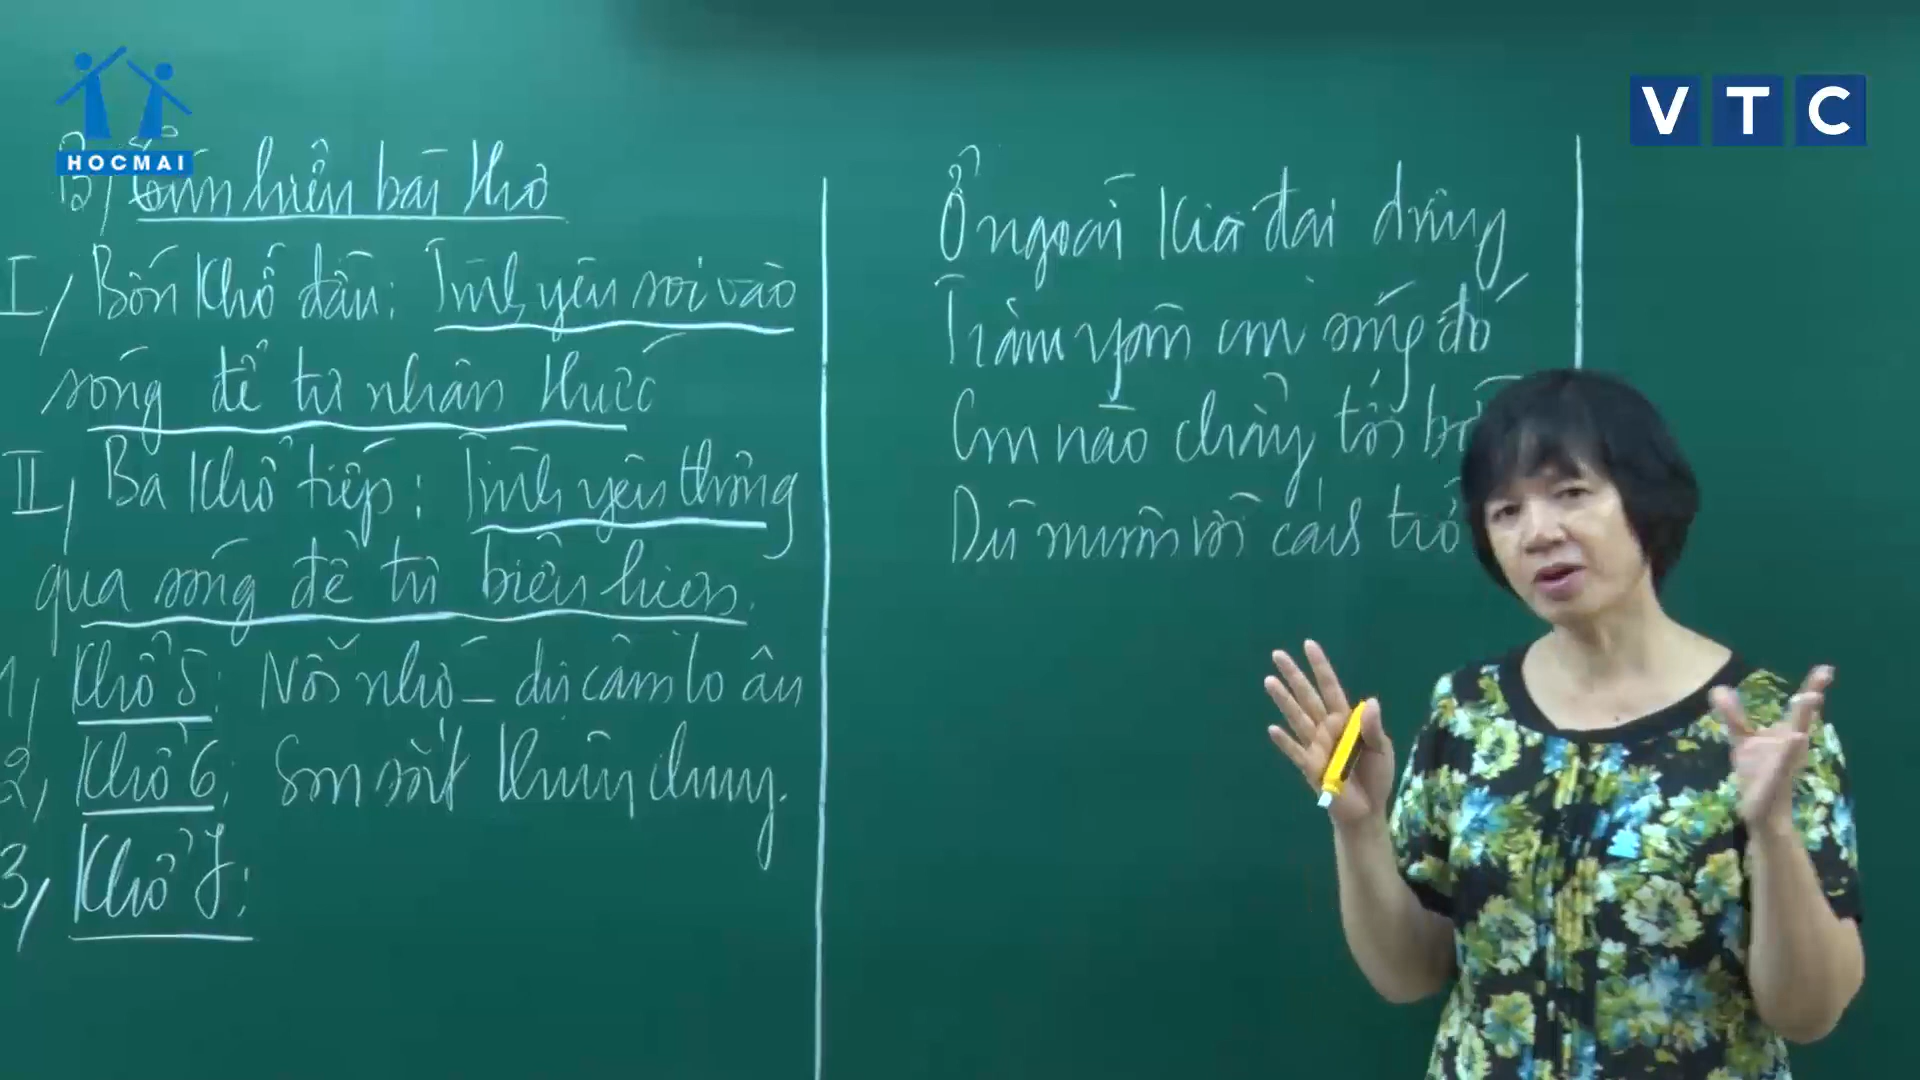 HOCMAI
VTC
B, Tìm hiểu bài thơ
I, Bốn khổ đầu: Tình yêu soi vào
sóng để tự nhận thức
II, Ba khổ tiếp: Tình yêu thông
qua sóng để tự biểu hiện.
1, Khổ 5: Nỗi nhớ - dự cảm lo âu
2, Khổ 6: Son sắt thủy chung.
3, Khổ 7:
Ở ngoài kia đại dương
Trăm ngàn con sóng đó
Con nào chẳng tới bờ
Dù muôn vời cách trở